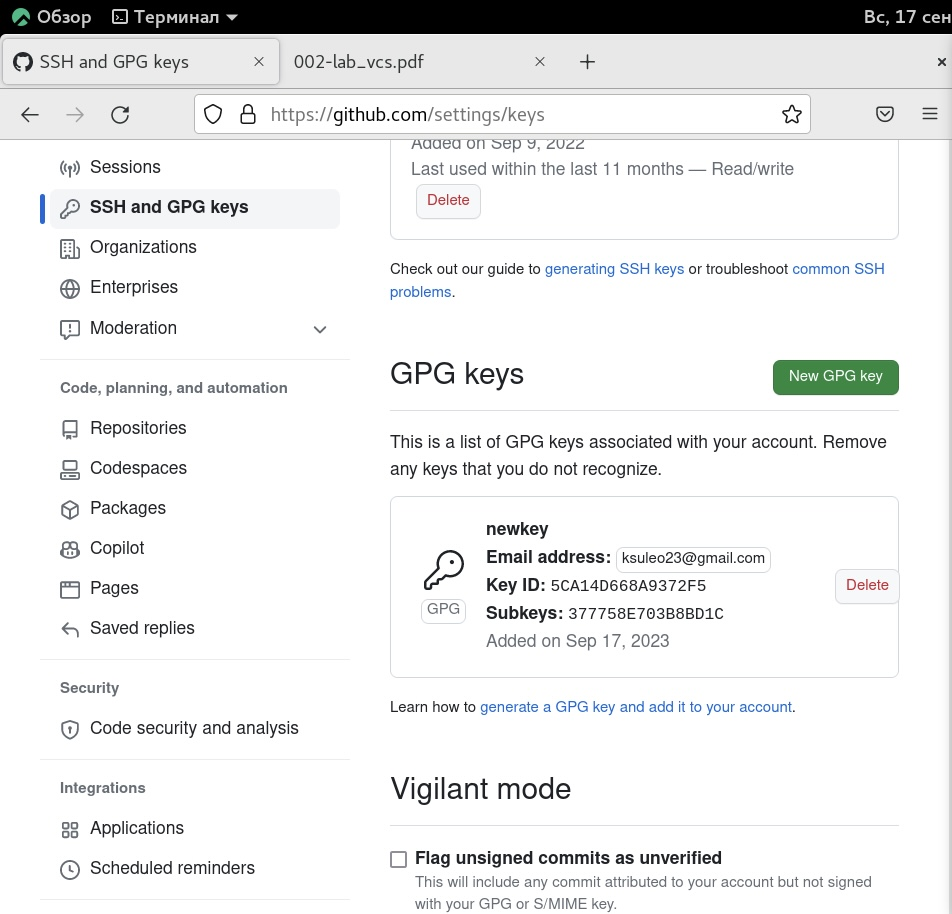 Обзор Терминал Вс, 17 сен
SSH and GPG keys
002-lab_vcs.pdf
https://github.com/settings/keys
Sessions
SSH and GPG keys
Organizations
Enterprises
Moderation
Code, planning, and automation
Repositories
Codespaces
Packages
Copilot
Pages
Saved replies
Security
Code security and analysis
Integrations
Applications
Scheduled reminders
Added on Sep 9, 2022
Last used within the last 11 months — Read/write
Delete
Check out our guide to generating SSH keys or troubleshoot common SSH
problems.
GPG keys
New GPG key
This is a list of GPG keys associated with your account. Remove
any keys that you do not recognize.
GPG
newkey
Email address: ksuleo23@gmail.com
Key ID: 5CA14D668A9372F5
Subkeys: 377758E703B8BD1C
Added on Sep 17, 2023
Delete
Learn how to generate a GPG key and add it to your account.
Vigilant mode
Flag unsigned commits as unverified
This will include any commit attributed to your account but not signed
with your GPG or S/MIME key.